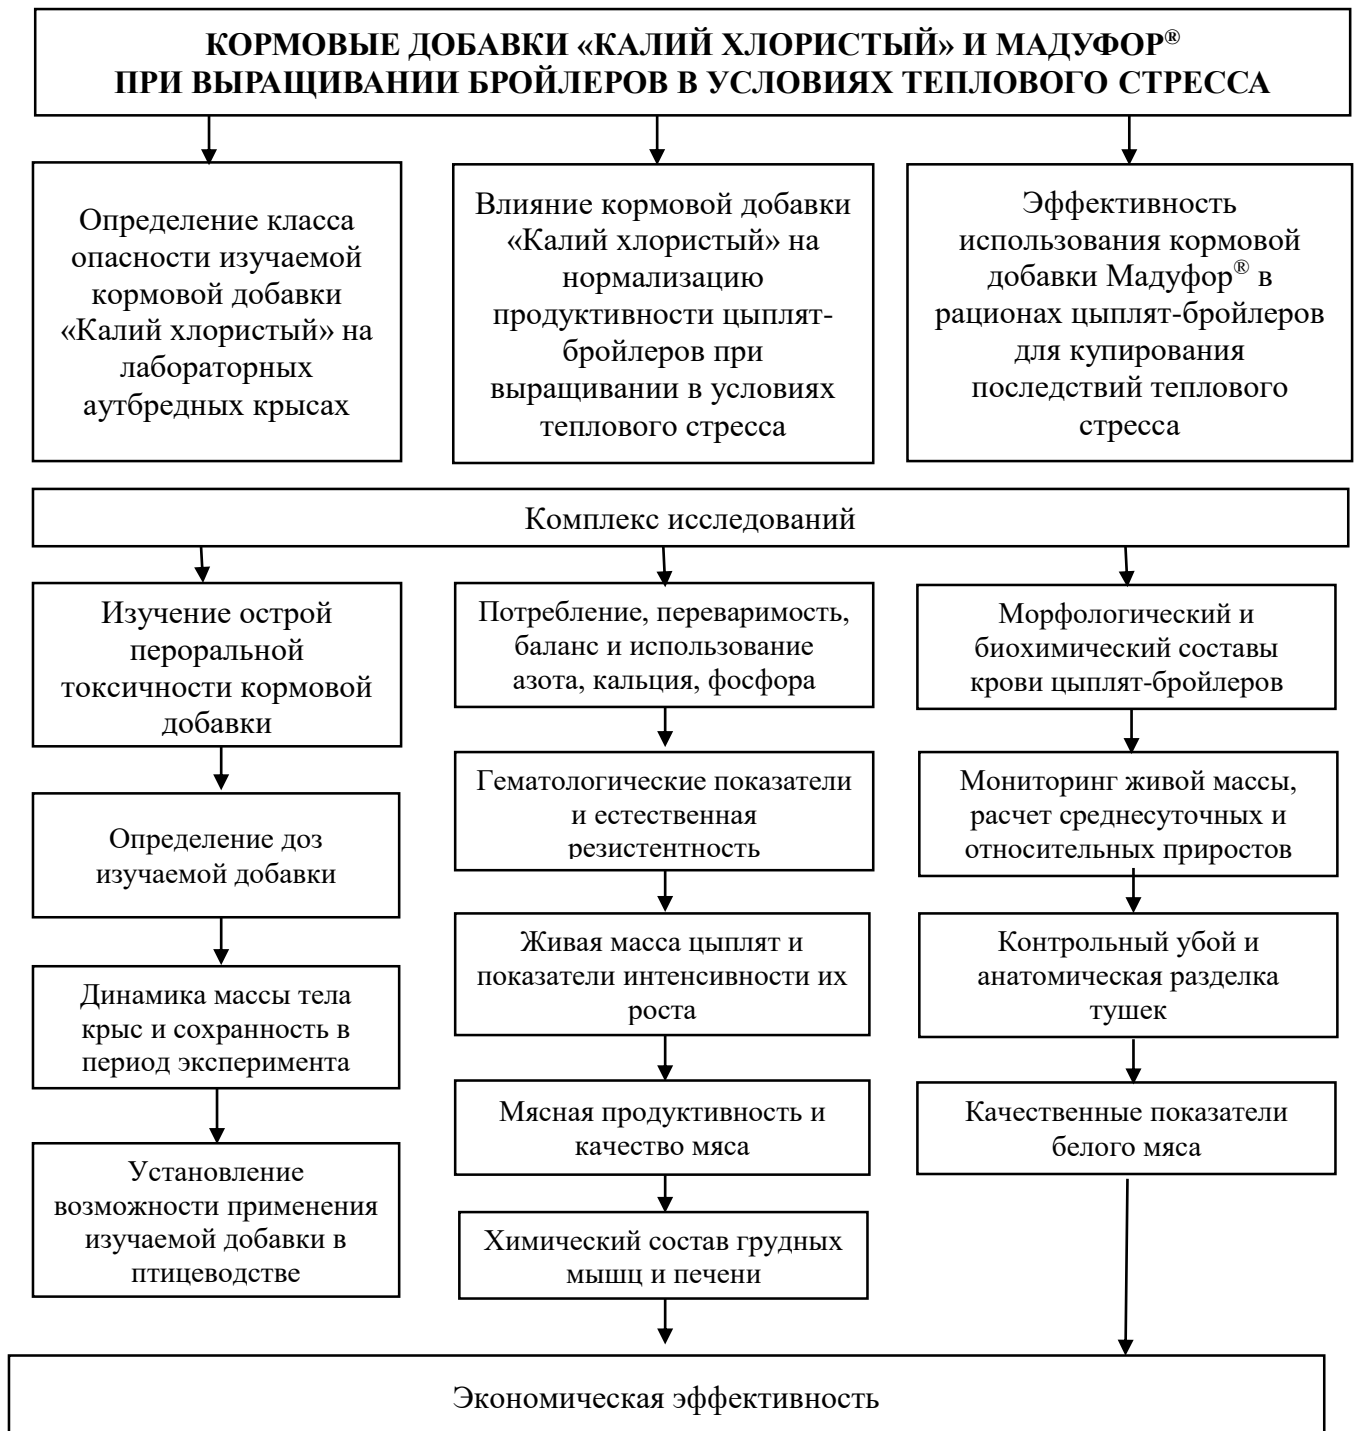 КОРМОВЫЕ ДОБАВКИ «КАЛИЙ ХЛОРИСТЫЙ» И МАДУФОР®
ПРИ ВЫРАЩИВАНИИ БРОЙЛЕРОВ В УСЛОВИЯХ ТЕПЛОВОГО СТРЕССА
Определение класса
опасности изучаемой
кормовой добавки
«Калий хлористый» на
лабораторных
аутбредных крысах
Влияние кормовой добавки
«Калий хлористый» на
нормализацию
продуктивности цыплят-
бройлеров при
выращивании в условиях
теплового стресса
Эффективность
использования кормовой
добавки Мадуфор® в
рационах цыплят-бройлеров
для купирования
последствий теплового
стресса
Комплекс исследований
Изучение острой
пероральной
токсичности кормовой
добавки
Определение доз
изучаемой добавки
Динамика массы тела
крыс и сохранность в
период эксперимента
Установление
возможности применения
изучаемой добавки в
птицеводстве
Потребление, переваримость,
баланс и использование
азота, кальция, фосфора
Гематологические показатели
и естественная
резистентность
Живая масса цыплят и
показатели интенсивности их
роста
Мясная продуктивность и
качество мяса
Химический состав грудных
мышц и печени
Морфологический и
биохимический составы
крови цыплят-бройлеров
Мониторинг живой массы,
расчет среднесуточных и
относительных приростов
Контрольный убой и
анатомическая разделка
тушек
Качественные показатели
белого мяса
Экономическая эффективность